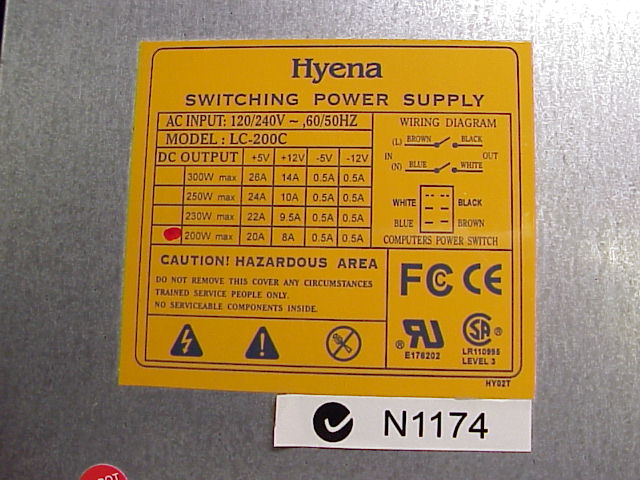 Hyena
SWITCHING POWER SUPPLY
AC INPUT: 120/240V ~ ,60/50HZ
MODEL : LC-200C
DC OUTPUT +5V +12V -5V -12V
300W max 26A 14A 0.5A 0.5A
250W max 24A 10A 0.5A 0.5A
230W max 22A 9.5A 0.5A 0.5A
200W max 20A 8A 0.5A 0.5A
WIRING DIAGRAM
(L) BROWN BLACK
IN OUT
(N) BLUE WHITE
WHITE BLACK
BLUE BROWN
COMPUTERS POWER SWITCH
CAUTION! HAZARDOUS AREA
DO NOT REMOVE THIS COVER ANY CIRCUMSTANCES
TRAINED SERVICE PEOPLE ONLY.
NO SERVICEABLE COMPONENTS INSIDE.
FC CE
® RU SA ®
E176202
LR110995
LEVEL 3
HY02T
N1174